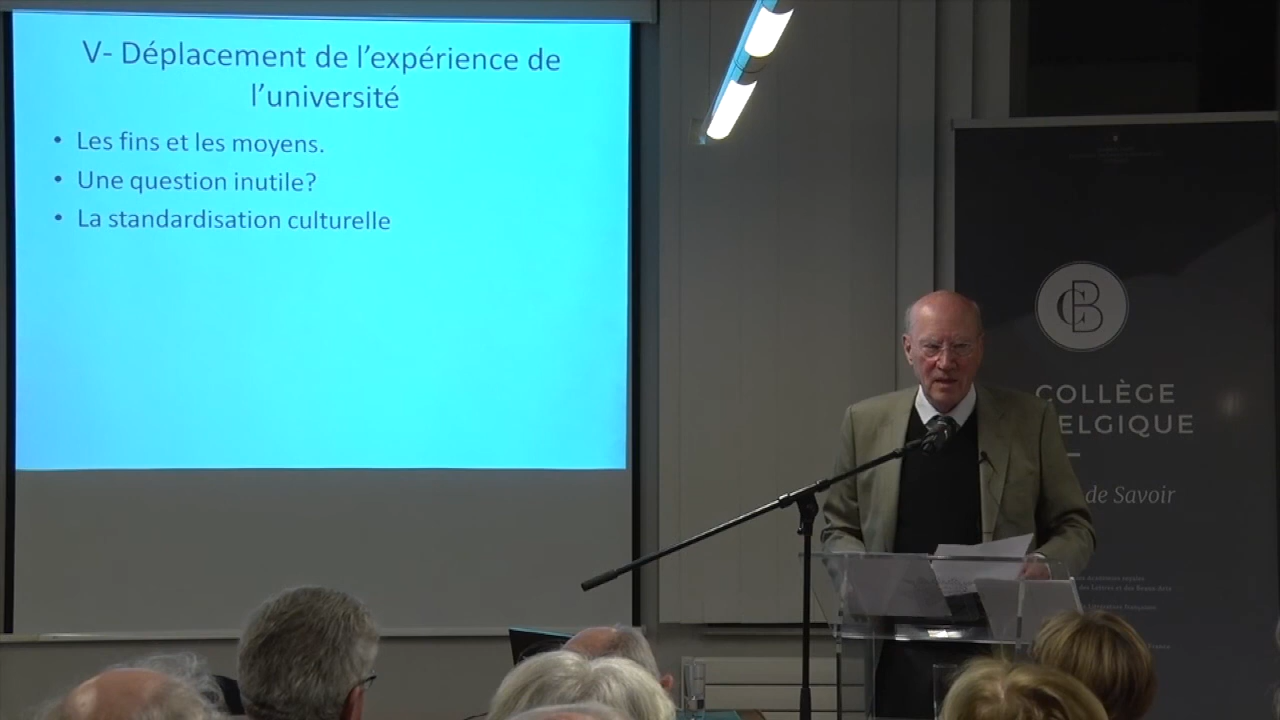 V- Déplacement de l'expérience de
l'université
• Les fins et les moyens.
• Une question inutile?
• La standardisation culturelle
CB
COLLÈGE
ELGIQUE
de Savoir